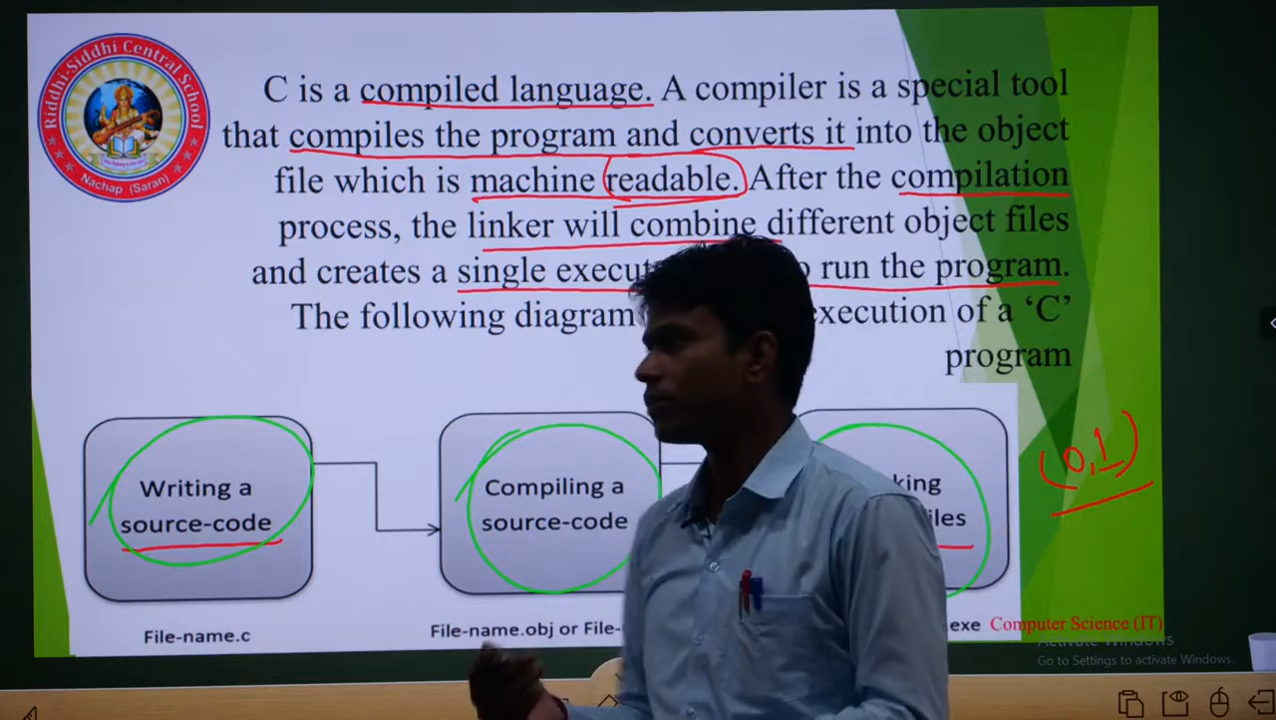 Riddhi-Siddhi Central School
Nachap (Saran)
C is a compiled language. A compiler is a special tool
that compiles the program and converts it into the object
file which is machine readable. After the compilation
process, the linker will combine different object files
and creates a single run the program.
The following diagram of a ‘C’
program
(0,1)
Writing a
source-code
Compiling a
source-code
File-name.c
File-name.obj or File-
exe
Computer Science (IT)
Activate Windows
Go to Settings to activate Windows.